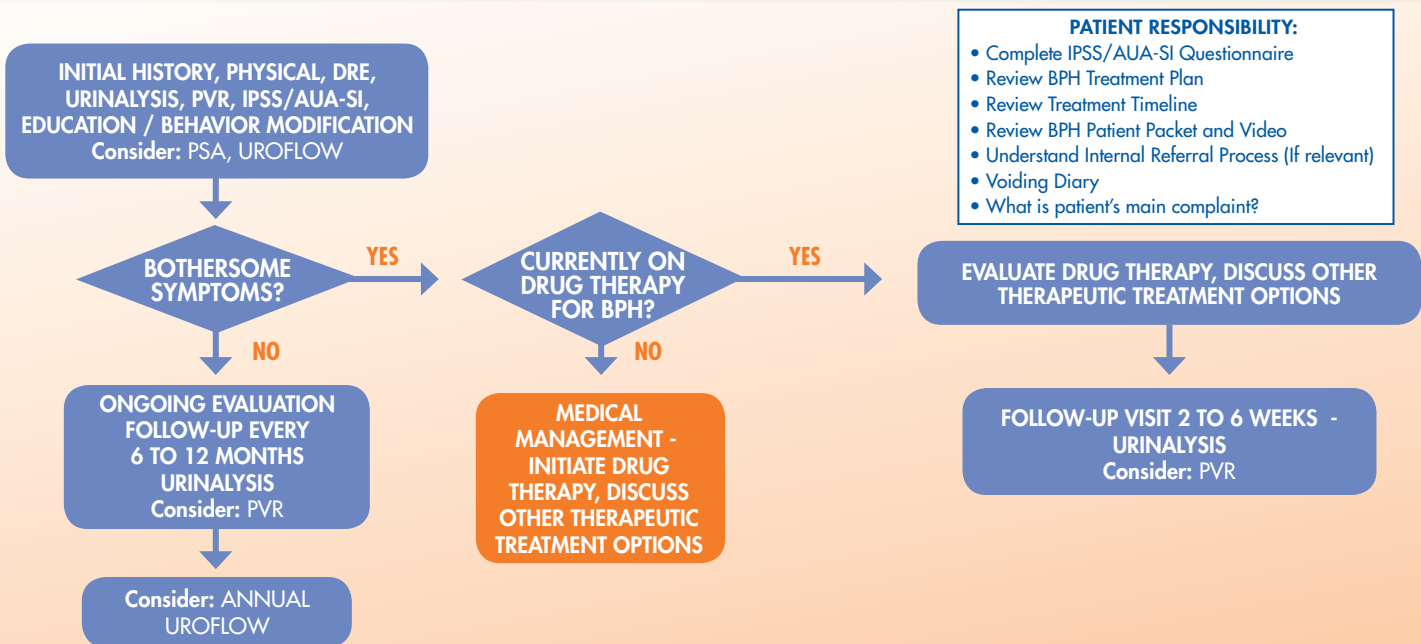 INITIAL HISTORY, PHYSICAL, DRE,
URINALYSIS, PVR, IPSS/AUA-SI,
EDUCATION / BEHAVIOR MODIFICATION
Consider: PSA, UROFLOW
PATIENT RESPONSIBILITY:
• Complete IPSS/AUA-SI Questionnaire
• Review BPH Treatment Plan
• Review Treatment Timeline
• Review BPH Patient Packet and Video
• Understand Internal Referral Process (If relevant)
• Voiding Diary
• What is patient's main complaint?
BOTHERSOME
SYMPTOMS?
YES
NO
CURRENTLY ON
DRUG THERAPY
FOR BPH?
YES
NO
EVALUATE DRUG THERAPY, DISCUSS OTHER
THERAPEUTIC TREATMENT OPTIONS
ONGOING EVALUATION
FOLLOW-UP EVERY
6 TO 12 MONTHS
URINALYSIS
Consider: PVR
MEDICAL
MANAGEMENT -
INITIATE DRUG
THERAPY, DISCUSS
OTHER THERAPEUTIC
TREATMENT OPTIONS
FOLLOW-UP VISIT 2 TO 6 WEEKS -
URINALYSIS
Consider: PVR
Consider: ANNUAL
UROFLOW